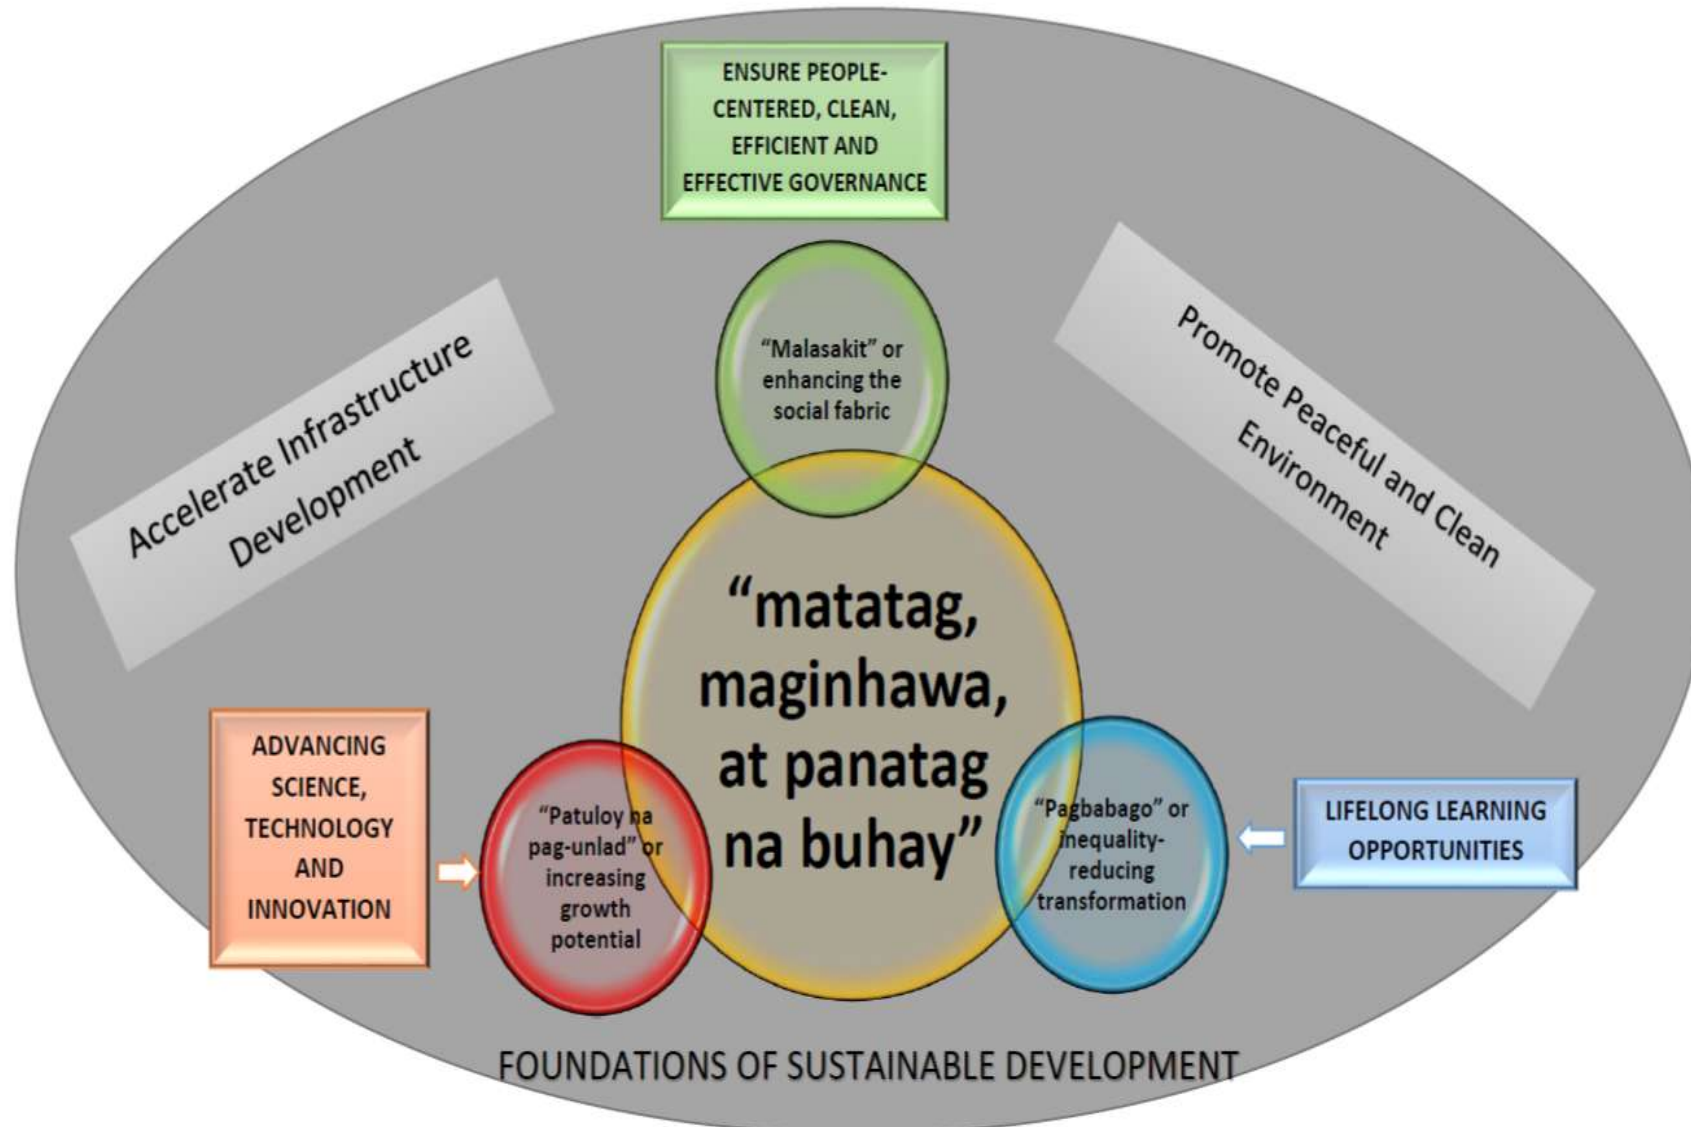 ENSURE PEOPLE-
CENTERED, CLEAN,
EFFICIENT AND
EFFECTIVE GOVERNANCE
Accelerate Infrastructure
Development
Promote Peaceful and Clean
Environment
“Malasakit” or
enhancing the
social fabric
“matatag,
maginhawa,
at panatag
na buhay”
ADVANCING
SCIENCE,
TECHNOLOGY
AND
INNOVATION
“Patuloy na
pag-unlad” or
increasing
growth
potential
“Pagbabago” or
inequality-
reducing
transformation
LIFELONG LEARNING
OPPORTUNITIES
FOUNDATIONS OF SUSTAINABLE DEVELOPMENT